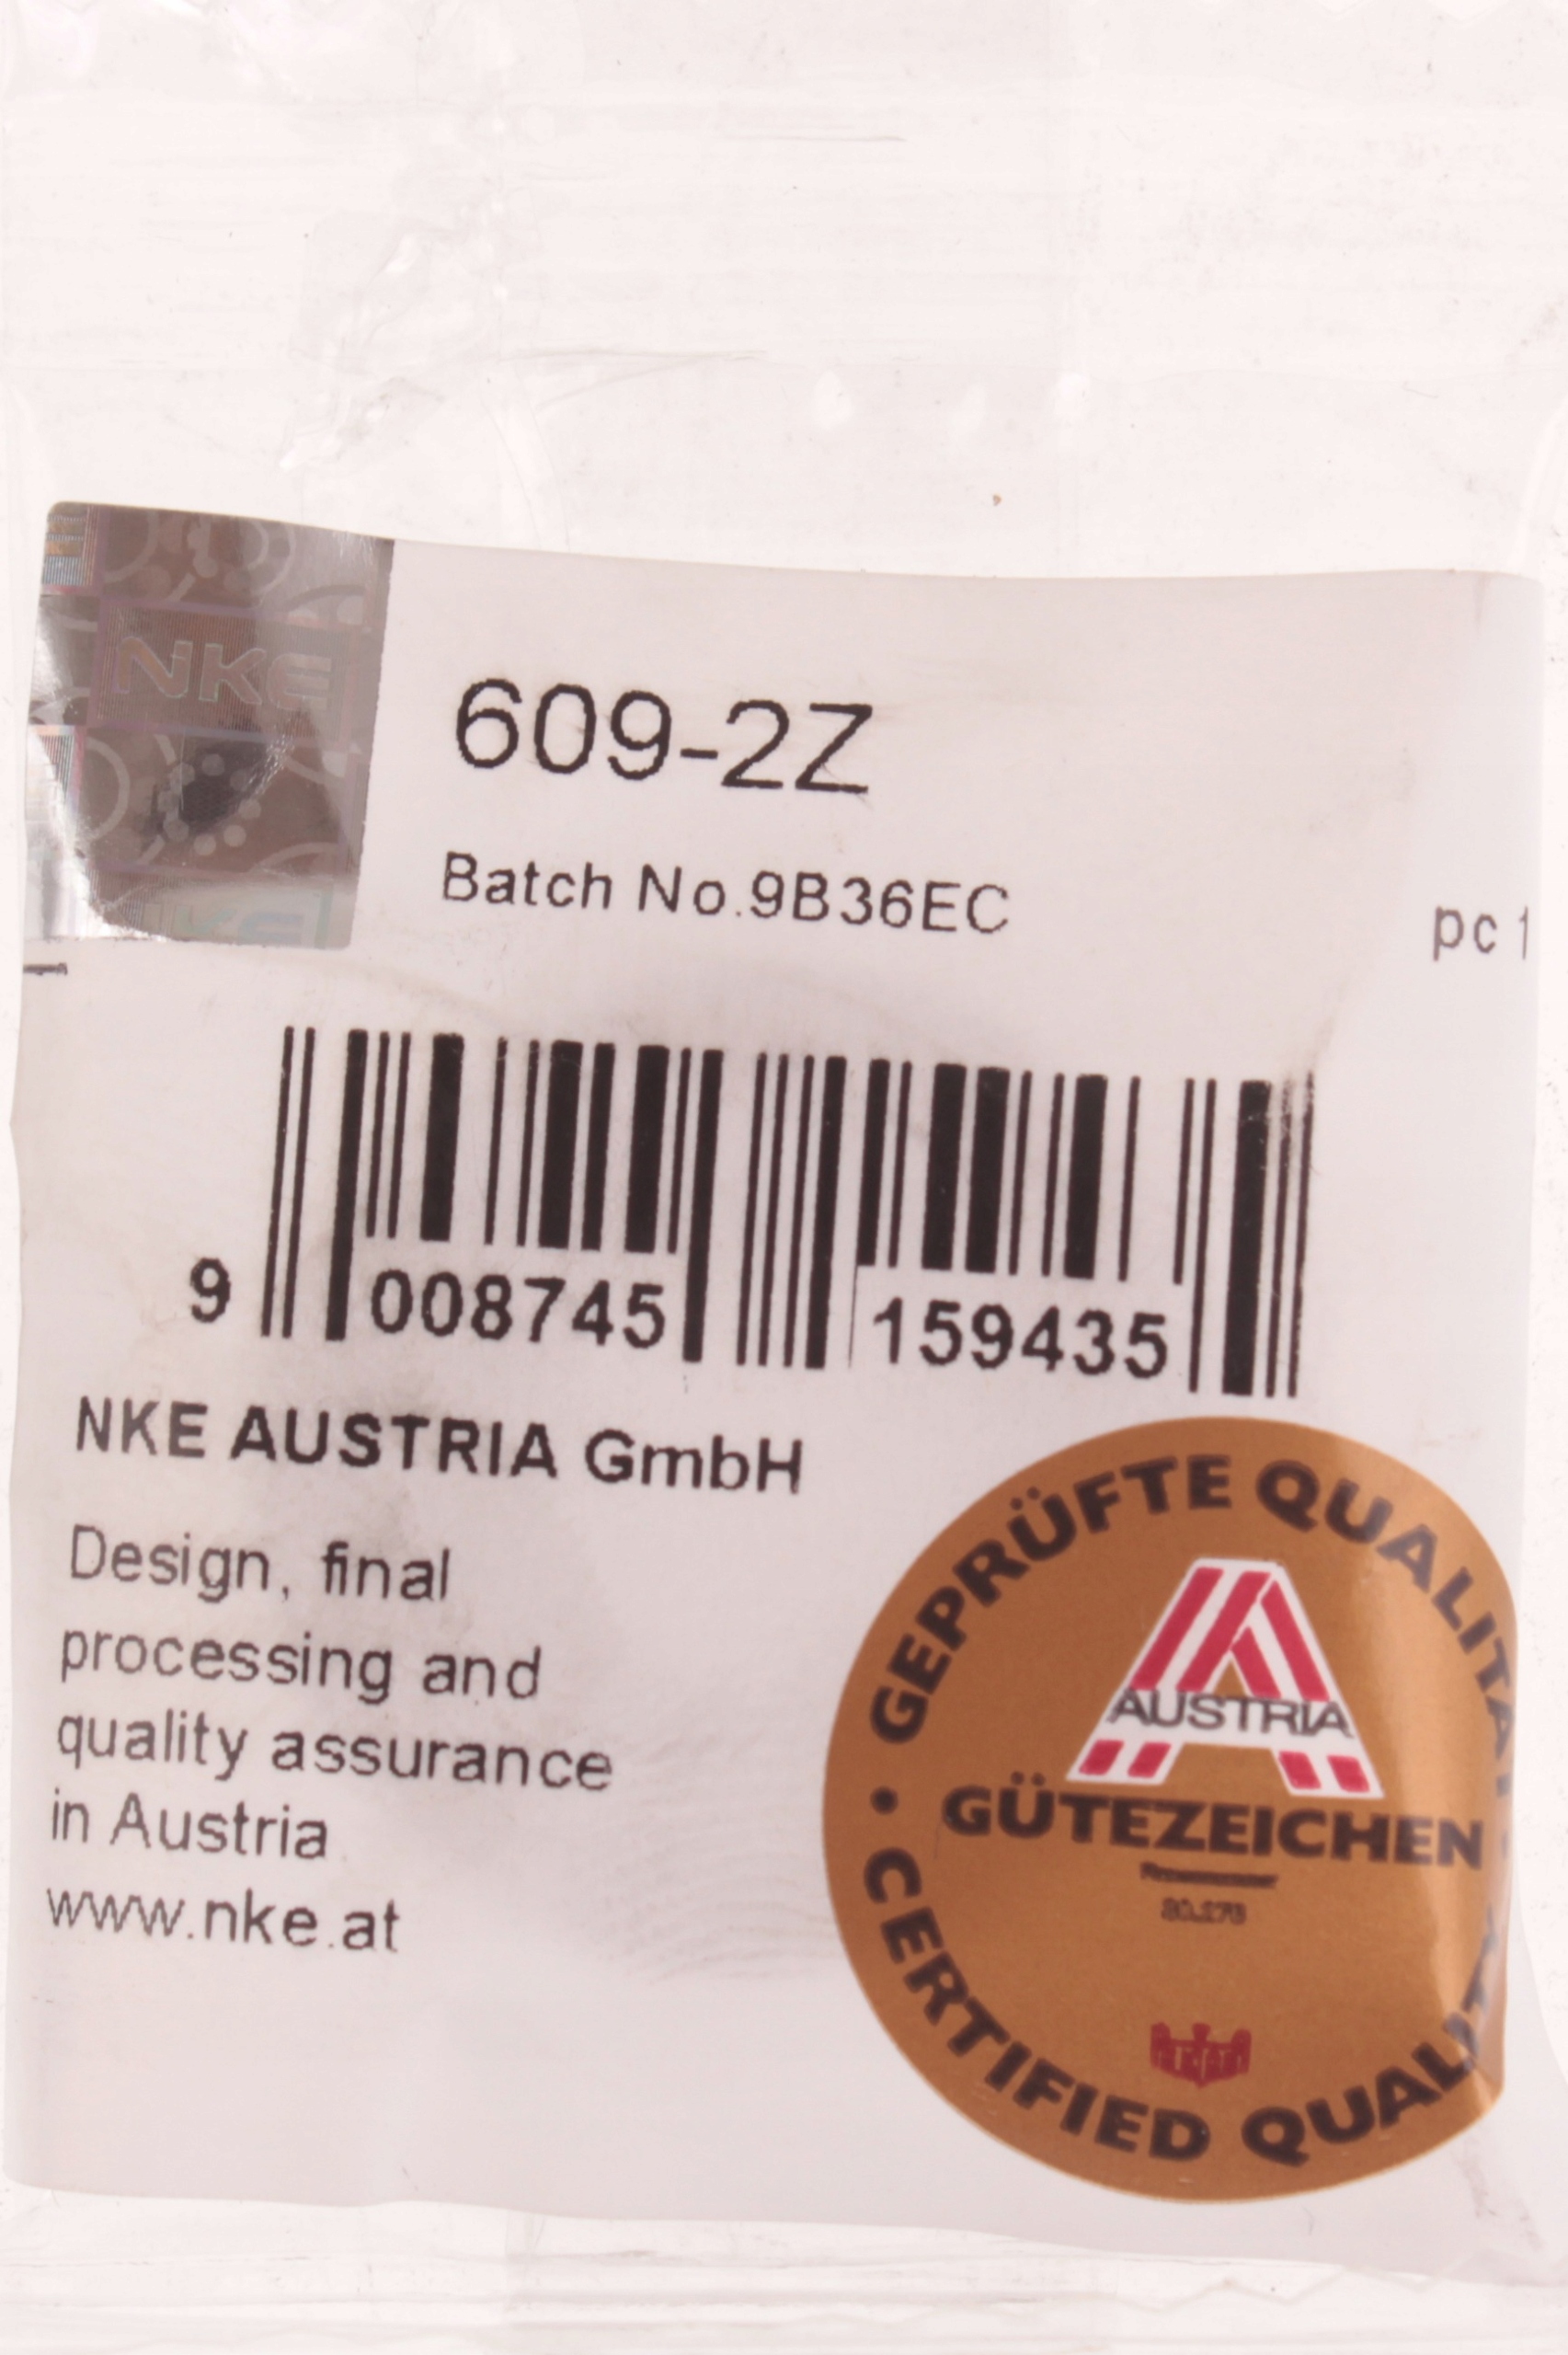 NKE
609-2Z
Batch No.9B36EC
pc 1
9 008745 159435
NKE AUSTRIA GmbH
Design, final
processing and
quality assurance
in Austria
www.nke.at
GEPRÜFTE QUALITÄT
AUSTRIA
GÜTEZEICHEN
CERTIFIED QUALITY